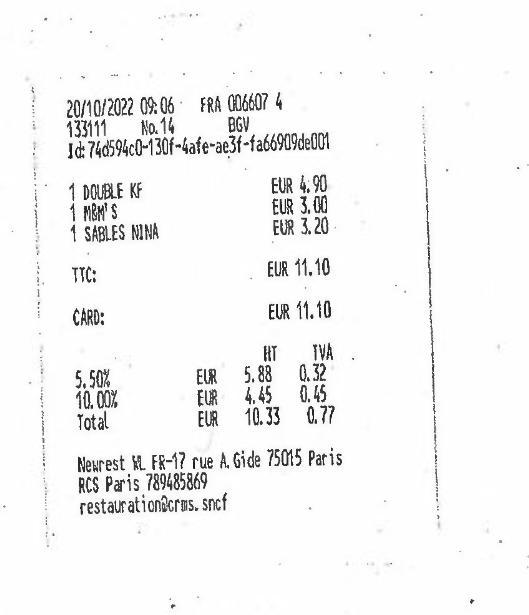 20/10/2022 09:06 FRA 006607 4
133111 No.14 BGV
Id:74d594c0-130f-4afe-ae3f-fa66909de001
1 DOUBLE KF EUR 4.90
1 M&M'S EUR 3.00
1 SABLES NINA EUR 3.20
TTC: EUR 11.10
CARD: EUR 11.10
HT TVA
5.50% EUR 5.88 0.32
10.00% EUR 4.45 0.45
Total EUR 10.33 0.77
Newrest WL FR-17 rue A.Gide 75015 Paris
RCS Paris 789485869
restauration@crms.sncf